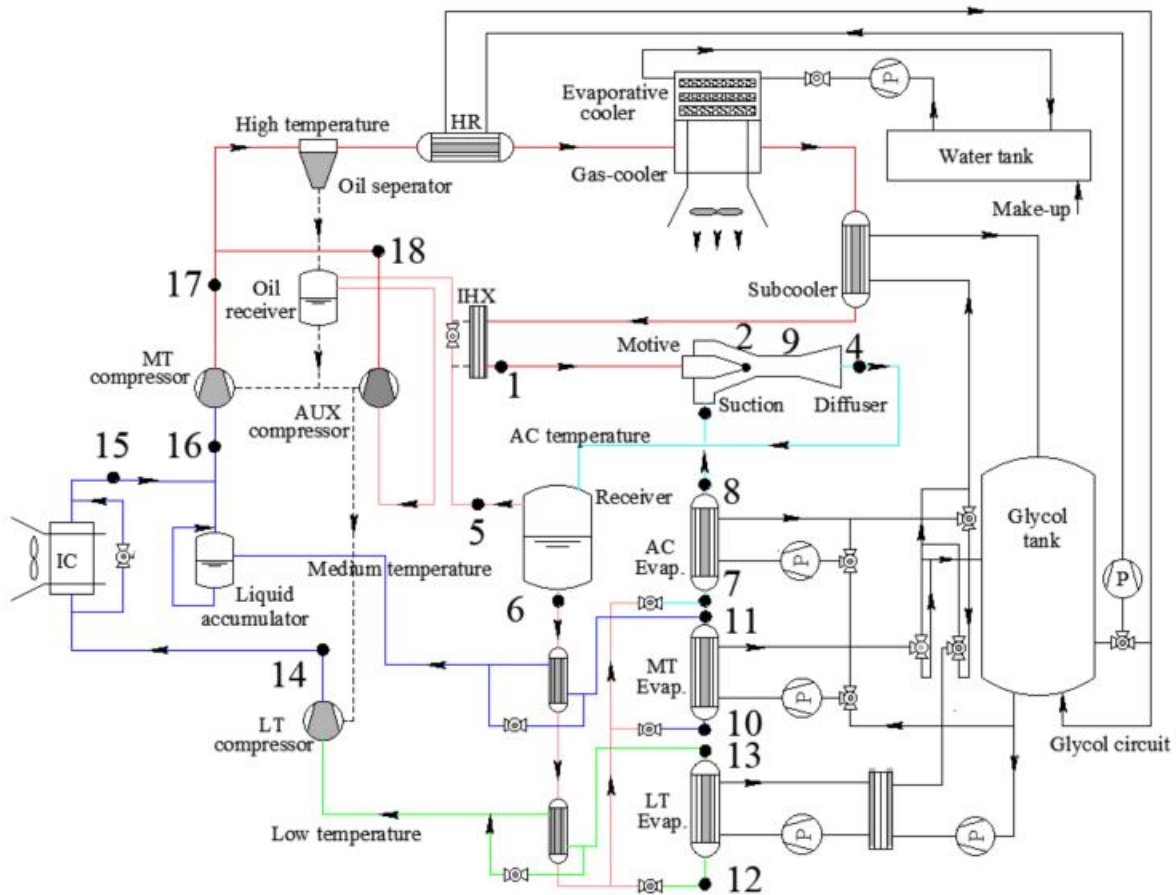 HR
High temperature
Evaporative
cooler
P
Oil seperator
Gas-cooler
Water tank
Make-up
18
17
Oil
receiver
IHX
Subcooler
Motive
2
9
4
MT
compressor
1
P
AUX
compressor
Suction
Diffuser
15
16
AC temperature
8
5
Receiver
Glycol
tank
IC
AC
Evap.
P
P
Medium temperature
Liquid
accumulator
6
7
11
MT
Evap.
P
14
10
Glycol circuit
LT
compressor
13
LT
Evap.
P
P
Low temperature
12